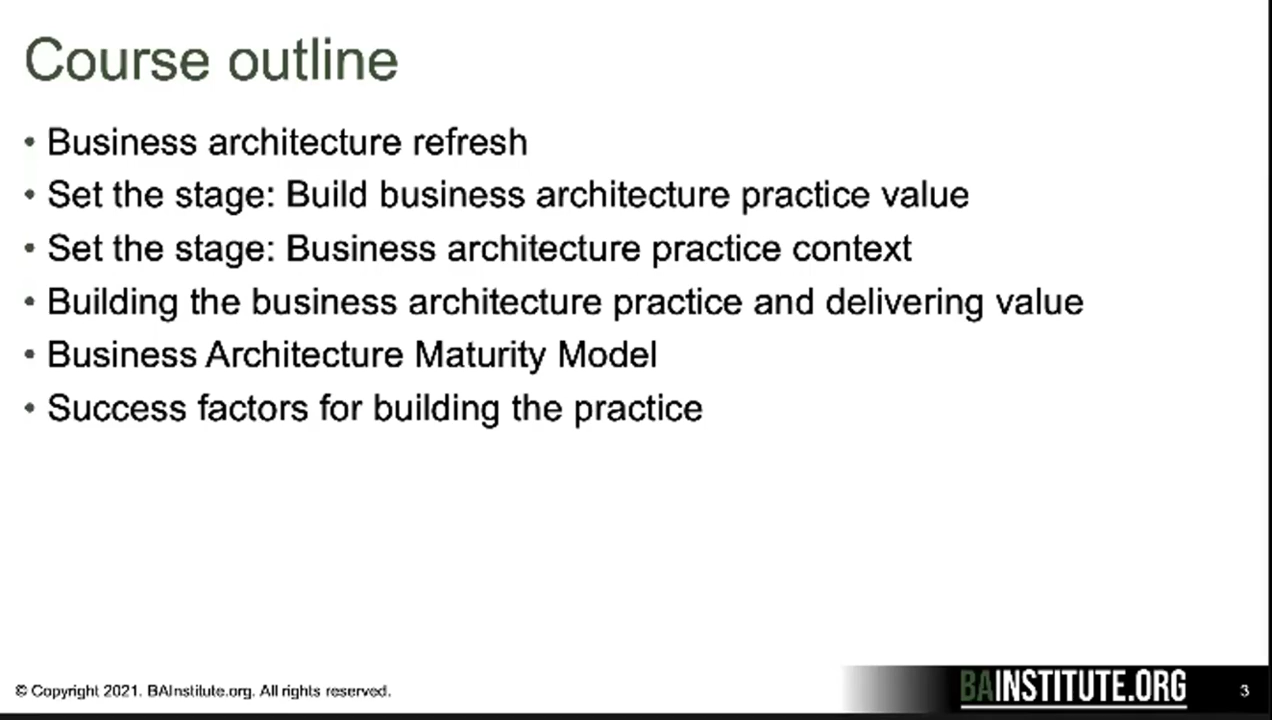 Course outline
• Business architecture refresh
• Set the stage: Build business architecture practice value
• Set the stage: Business architecture practice context
• Building the business architecture practice and delivering value
• Business Architecture Maturity Model
• Success factors for building the practice
© Copyright 2021. BAInstitute.org. All rights reserved.
BAINSTITUTE.ORG
3